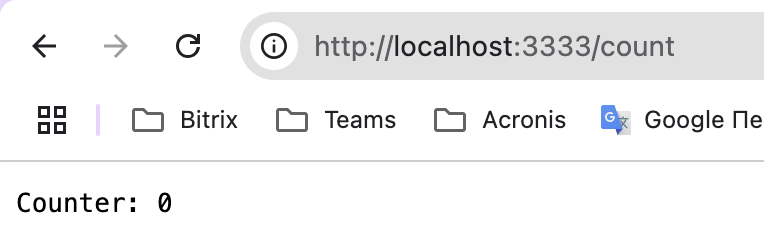 http://localhost:3333/count
Bitrix Teams Acronis Google Пе
Counter: 0